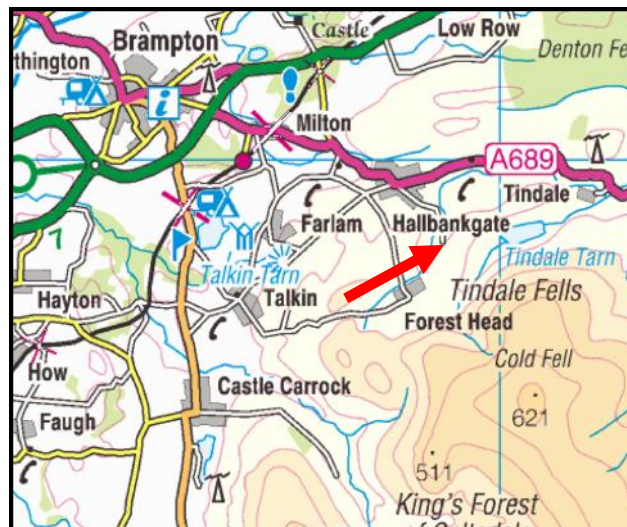 Castle
Low Row
Brampton
thington
Denton Fe
i
Milton
A689
Tindale
Farlam
Hallbankgate
7
Talkin Tarn
Tindale Tarn
Hayton
Talkin
Tindale Fells
Forest Head
How
Cold Fell
Castle Carrock
Faugh
621
511
King's Forest